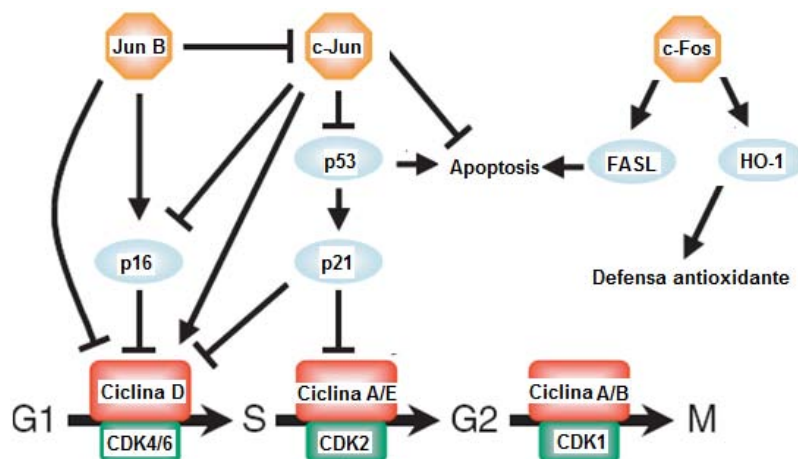 Jun B
c-Jun
c-Fos
p53
Apoptosis
FASL
HO-1
p16
p21
Defensa antioxidante
Ciclina D
Ciclina A/E
Ciclina A/B
G1
S
G2
M
CDK4/6
CDK2
CDK1